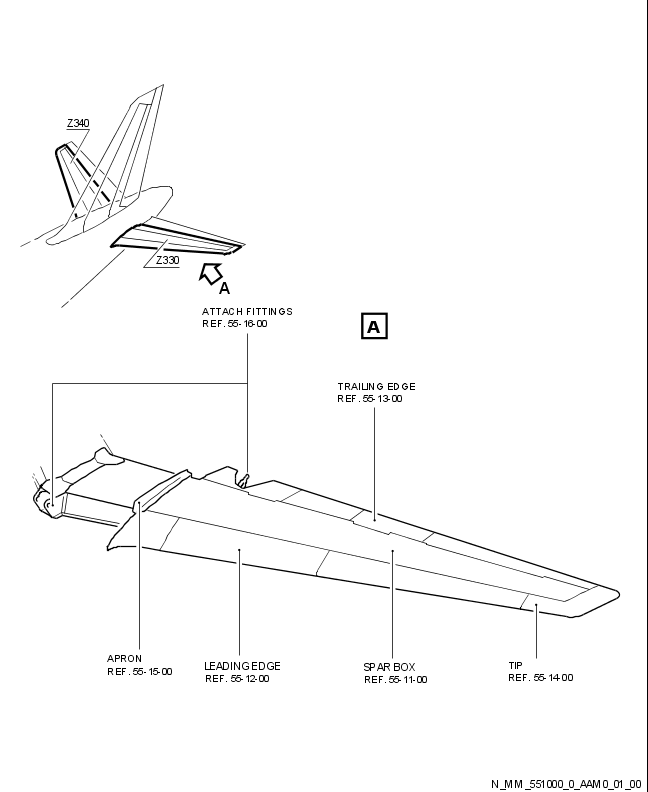 Z340
Z330
A
ATTACH FITTINGS
REF. 55-16-00
A
TRAILING EDGE
REF. 55-13-00
APRON
REF. 55-15-00
LEADING EDGE
REF. 55-12-00
SPAR BOX
REF. 55-11-00
TIP
REF. 55-14-00
N_MM_551000_0_AAM0_01_00